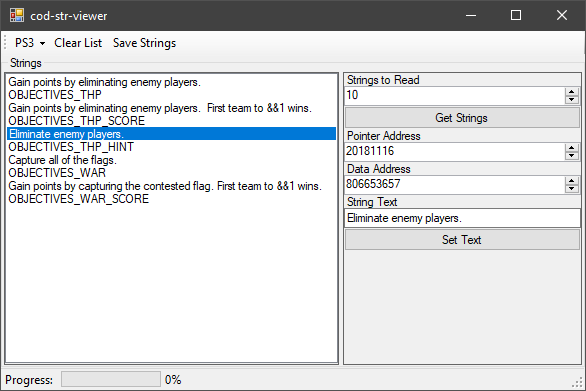 cod-str-viewer
PS3 Clear List Save Strings
Strings
Gain points by eliminating enemy players.
OBJECTIVES_THP
Gain points by eliminating enemy players.  First team to &&1 wins.
OBJECTIVES_THP_SCORE
Eliminate enemy players.
OBJECTIVES_THP_HINT
Capture all of the flags.
OBJECTIVES_WAR
Gain points by capturing the contested flag. First team to &&1 wins.
OBJECTIVES_WAR_SCORE
Strings to Read
10
Get Strings
Pointer Address
20181116
Data Address
806653657
String Text
Eliminate enemy players.
Set Text
Progress: 0%